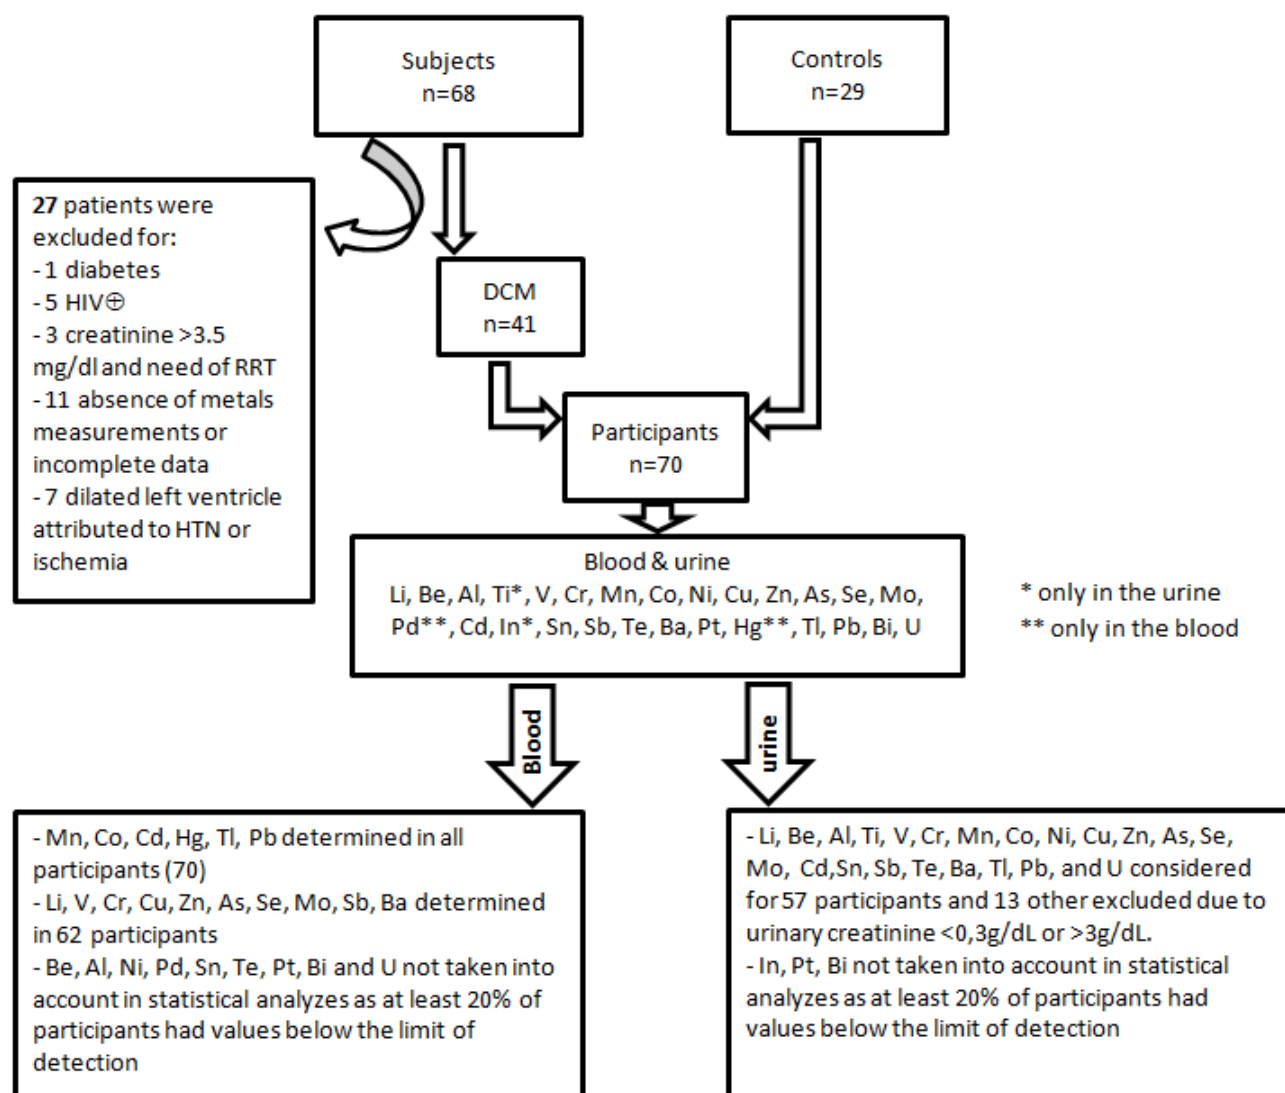 Subjects
n=68
Controls
n=29
27 patients were
excluded for:
- 1 diabetes
- 5 HIV⊕
- 3 creatinine >3.5
mg/dl and need of RRT
- 11 absence of metals
measurements or
incomplete data
- 7 dilated left ventricle
attributed to HTN or
ischemia
DCM
n=41
Participants
n=70
Blood & urine
Li, Be, Al, Ti*, V, Cr, Mn, Co, Ni, Cu, Zn, As, Se, Mo,
Pd**, Cd, In*, Sn, Sb, Te, Ba, Pt, Hg**, Tl, Pb, Bi, U
* only in the urine
** only in the blood
Blood
urine
- Mn, Co, Cd, Hg, Tl, Pb determined in all
participants (70)
- Li, V, Cr, Cu, Zn, As, Se, Mo, Sb, Ba determined
in 62 participants
- Be, Al, Ni, Pd, Sn, Te, Pt, Bi and U not taken into
account in statistical analyzes as at least 20% of
participants had values below the limit of
detection
- Li, Be, Al, Ti, V, Cr, Mn, Co, Ni, Cu, Zn, As, Se,
Mo, Cd,Sn, Sb, Te, Ba, Tl, Pb, and U considered
for 57 participants and 13 other excluded due to
urinary creatinine <0,3g/dL or >3g/dL.
- In, Pt, Bi not taken into account in statistical
analyzes as at least 20% of participants had
values below the limit of detection